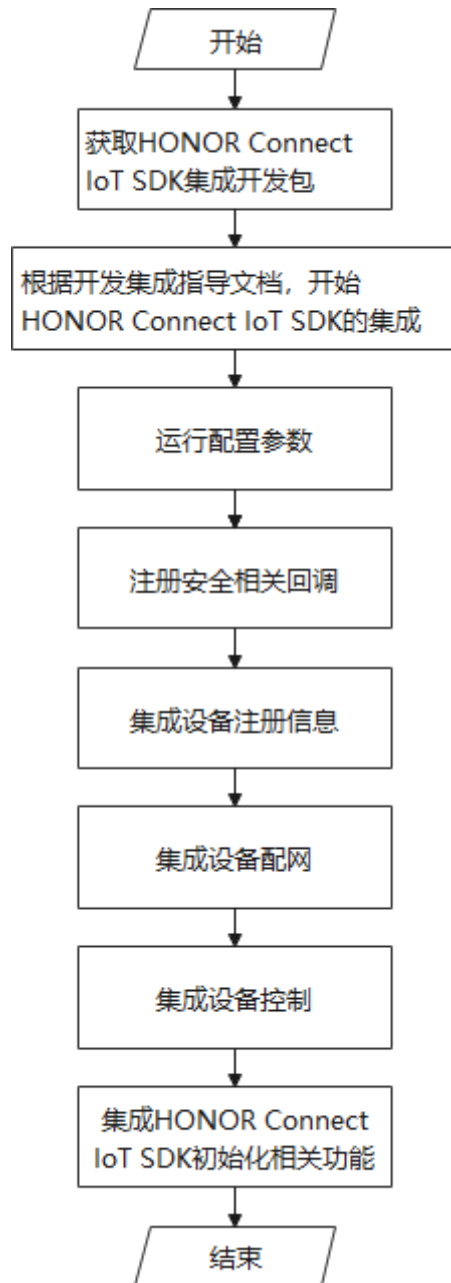 开始
获取HONOR Connect
IoT SDK集成开发包
根据开发集成指导文档，开始
HONOR Connect IoT SDK的集成
运行配置参数
注册安全相关回调
集成设备注册信息
集成设备配网
集成设备控制
集成HONOR Connect
IoT SDK初始化相关功能
结束